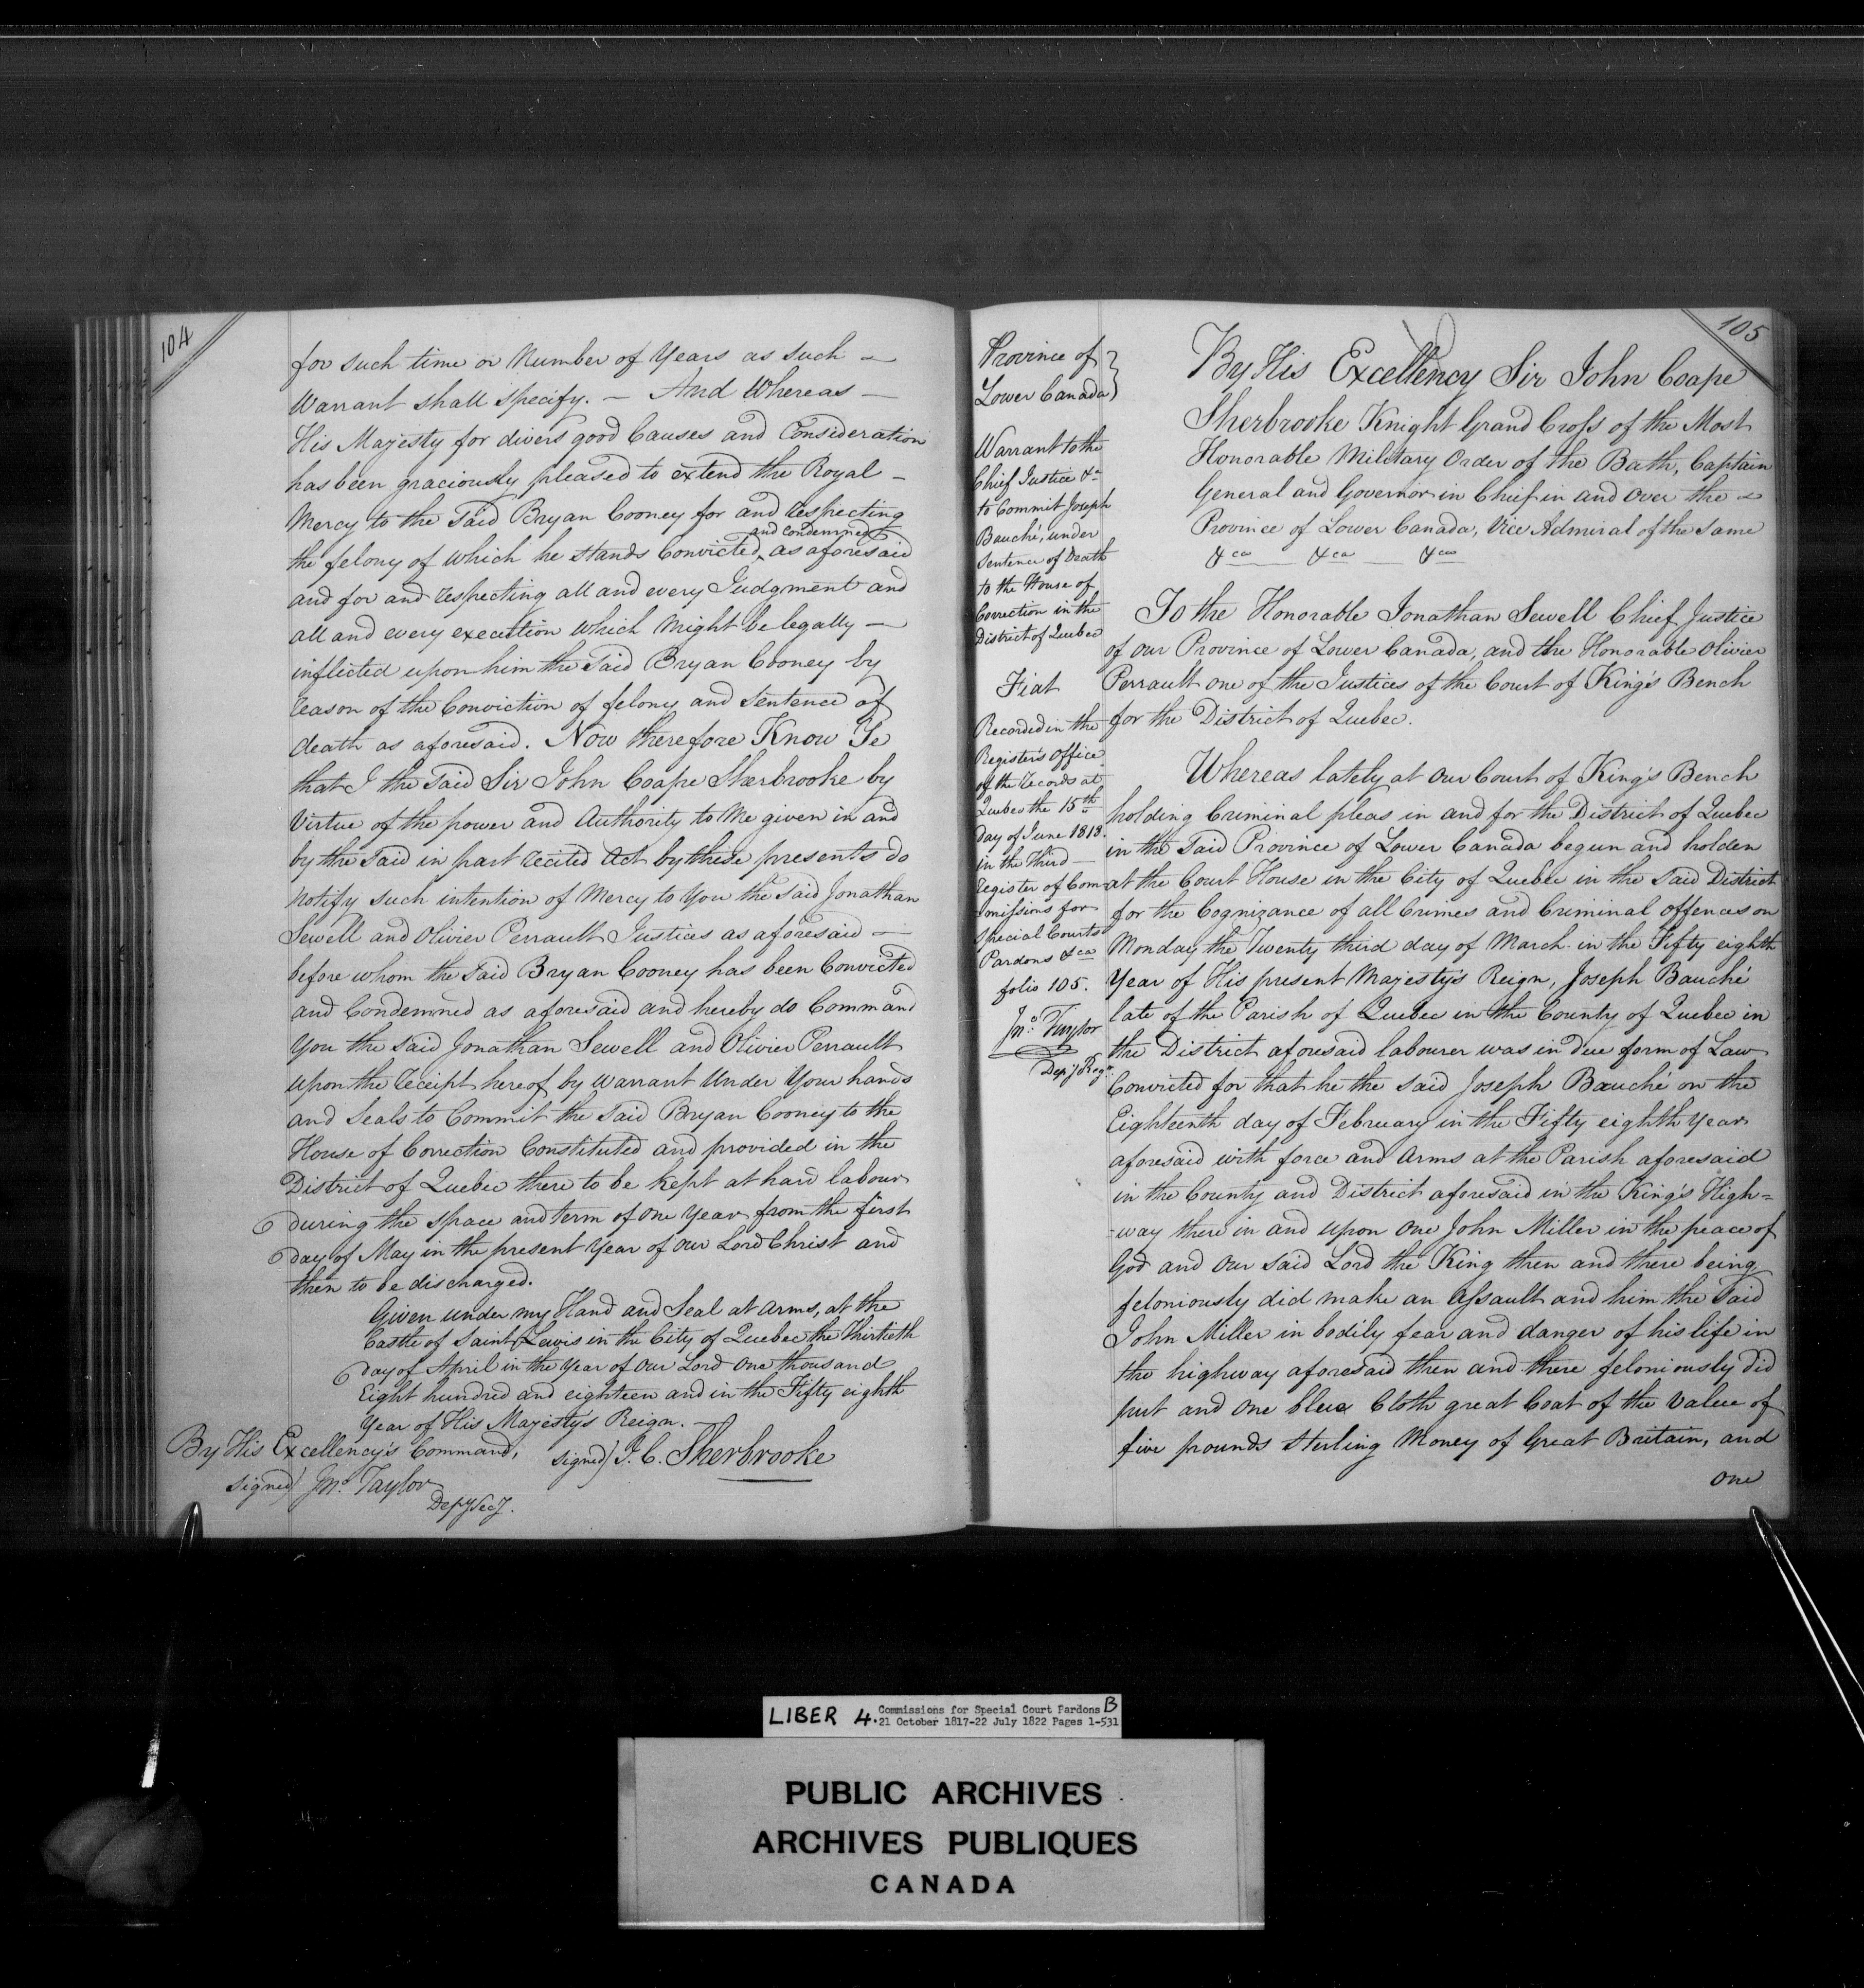 104
for such time or Number of Years as such —
Warrant shall specify. — And Whereas —
His Majesty for divers good Causes and Consideration
has been graciously pleased to extend the Royal —
Mercy to the said Bryan Cooney for and respecting
and condemned
the felony of which he stands Convicted ‸ as aforesaid
and for and respecting all and every Judgment and
all and every execution which might be legally —
inflicted upon him the said Bryan Cooney by
reason of the Conviction of felony and sentence of
death as aforesaid. Now therefore Know Ye
that I the said Sir John Coape Sherbrooke by
Virtue of the power and Authority to Me given in and
by the said in part recited Act by these presents do
notify such intention of Mercy to You the said Jonathan
Sewell and Olivier Perrault Justices as aforesaid —
before whom the said Bryan Cooney has been Convicted
and Condemned as aforesaid and hereby do Command
You the said Jonathan Sewell and Olivier Perrault
upon the receipt hereof by Warrant Under Your hands
and Seals to Commit the said Bryan Cooney to the
House of Correction Constituted and provided in the
District of Quebec there to be kept at hard labour
during the space and term of One Year from the first
day of May in the present Year of our Lord Christ and
then to be discharged.
Given under my Hand and Seal at Arms, at the
Castle of Saint Lewis in the City of Quebec the Thirtieth
day of April in the Year of Our Lord One thousand
Eight hundred and eighteen and in the Fifty eighth
Year of His Majesty's Reign. —
By His Excellency's Command, signed) J. C. Sherbrooke
signed) Jno. Taylor
Depy Secy.
105
Province of
Lower Canada }
Warrant to the
Chief Justice &a
to Commit Joseph
Bauché, under
Sentence of Death
to the House of
Correction in the
District of Quebec
Fiat
Recorded in the
Register's Office
of the Records at
Quebec the 15th
Day of June 1818.
in the Third —
Register of Com-
-missions for
Special Courts
Pardons &ca
folio 105.
Jno. Taylor
Depy Regr.
By His Excellency Sir John Coape
Sherbrooke Knight Grand Cross of the Most
Honorable Military Order of the Bath, Captain
General and Governor in Chief in and over the —
Province of Lower Canada, Vice Admiral of the Same
&ca — &ca — &ca
To the Honorable Jonathan Sewell Chief Justice
of our Province of Lower Canada, and the Honorable Olivier
Perrault one of the Justices of the Court of King's Bench
for the District of Quebec.
Whereas lately at Our Court of King's Bench
holding Criminal pleas in and for the District of Quebec
in the said Province of Lower Canada begun and holden
at the Court House in the City of Quebec in the said District
for the Cognizance of all Crimes and Criminal Offences on
Monday the Twenty third day of March in the Fifty eighth
Year of His present Majesty's Reign, Joseph Bauché
late of the Parish of Quebec in the County of Quebec in
the District aforesaid labourer was in due form of Law
Convicted for that he the said Joseph Bauché on the
Eighteenth day of February in the Fifty eighth Year
aforesaid with force and Arms at the Parish aforesaid
in the County and District aforesaid in the King's High=
=way there in and upon One John Miller in the peace of
God and Our said Lord the King then and there being
feloniously did make an Assault and him the said
John Miller in bodily fear and danger of his life in
the highway aforesaid then and there feloniously did
put and One blue Cloth great Coat of the Value of
five pounds Sterling Money of Great Britain, and
One
LIBER 4. Commissions for Special Court Pardons B
21 October 1817-22 July 1822 Pages 1-531
PUBLIC ARCHIVES
ARCHIVES PUBLIQUES
CANADA